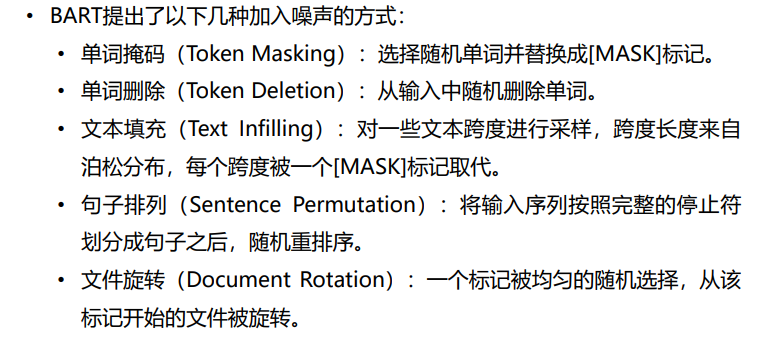 • BART提出了以下几种加入噪声的方式：
• 单词掩码（Token Masking）：选择随机单词并替换成[MASK]标记。
• 单词删除（Token Deletion）：从输入中随机删除单词。
• 文本填充（Text Infilling）：对一些文本跨度进行采样，跨度长度来自
泊松分布，每个跨度被一个[MASK]标记取代。
• 句子排列（Sentence Permutation）：将输入序列按照完整的停止符
划分成句子之后，随机重排序。
• 文件旋转（Document Rotation）：一个标记被均匀的随机选择，从该
标记开始的文件被旋转。